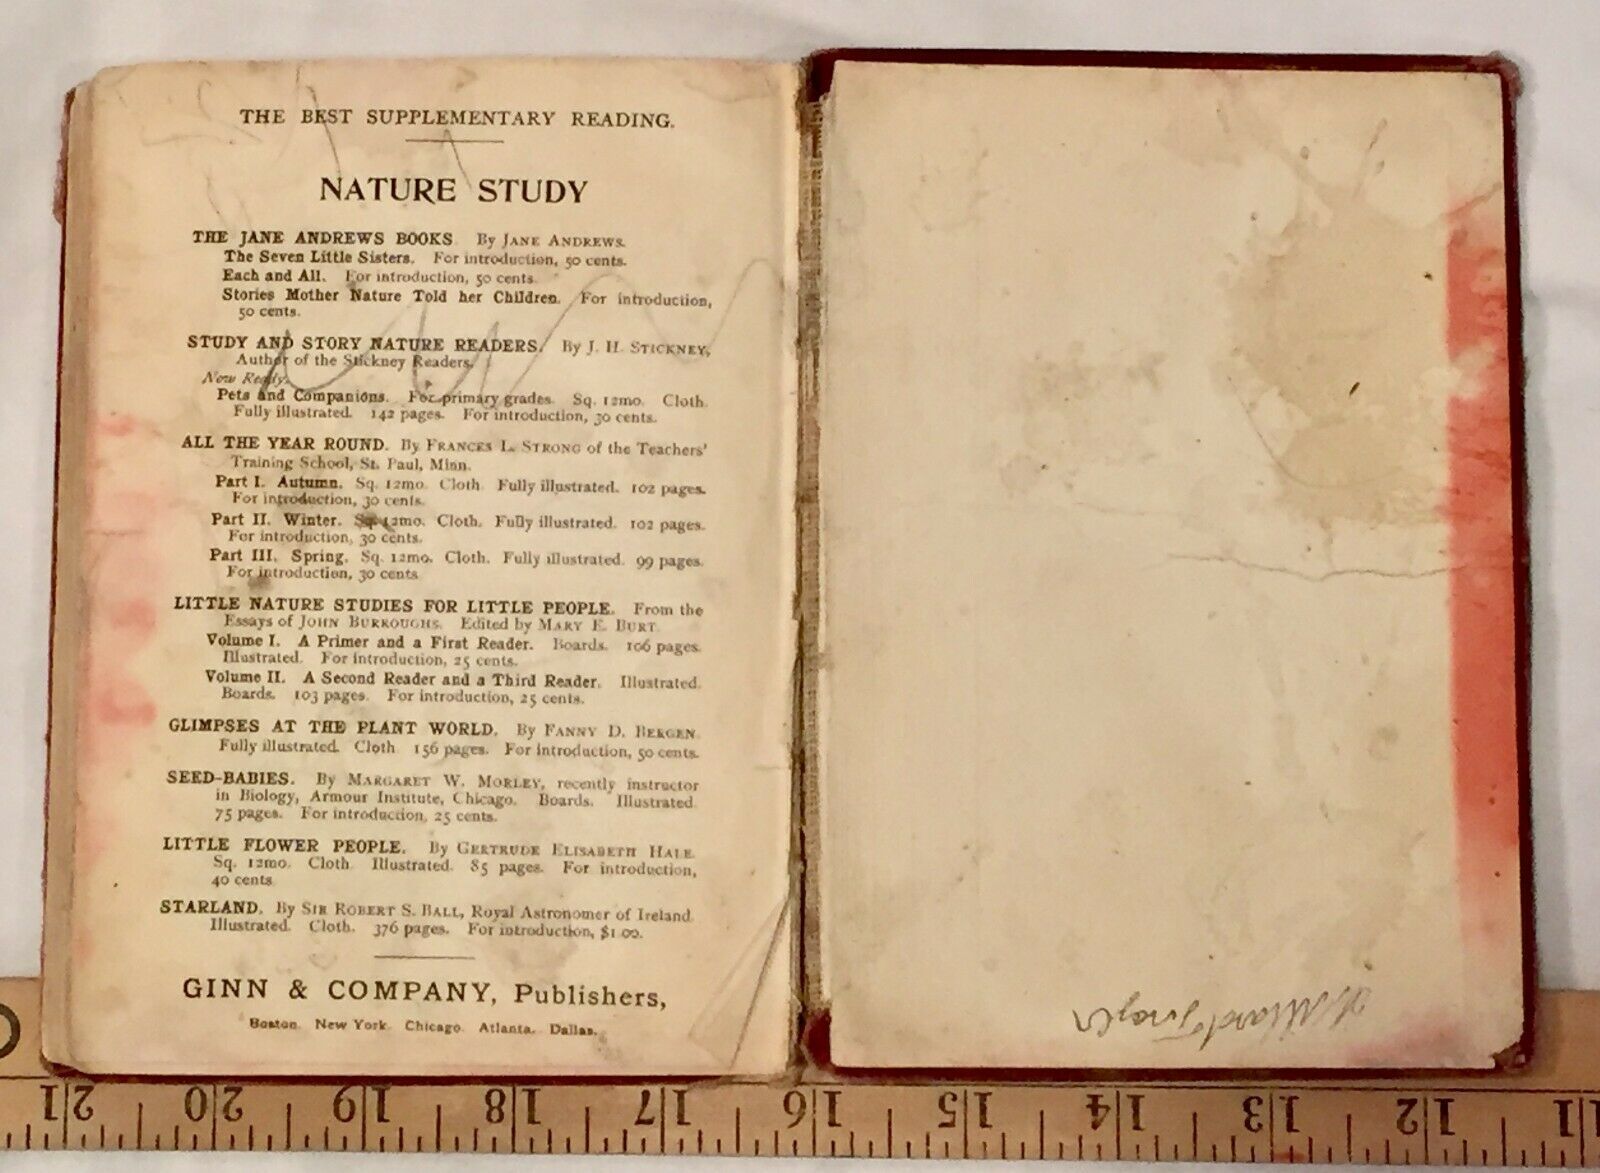 THE BEST SUPPLEMENTARY READING.
NATURE STUDY
THE JANE ANDREWS BOOKS By JANE ANDREWS.
The Seven Little Sisters. For introduction, 50 cents.
Each and All. For introduction, 50 cents.
Stories Mother Nature Told her Children. For introduction,
50 cents.
STUDY AND STORY NATURE READERS. By J. H. STICKNEY,
Author of the Stickney Readers.
Now Ready.
Pets and Companions. For primary grades. Sq. 12mo. Cloth.
Fully illustrated. 142 pages. For introduction, 30 cents.
ALL THE YEAR ROUND. By FRANCES L. STRONG of the Teachers'
Training School, St. Paul, Minn.
Part I. Autumn. Sq. 12mo. Cloth. Fully illustrated. 102 pages.
For introduction, 30 cents.
Part II. Winter. Sq. 12mo. Cloth. Fully illustrated. 102 pages.
For introduction, 30 cents.
Part III. Spring. Sq. 12mo. Cloth. Fully illustrated. 99 pages.
For introduction, 30 cents
LITTLE NATURE STUDIES FOR LITTLE PEOPLE. From the
Essays of JOHN BURROUGHS. Edited by MARY E. BURT.
Volume I. A Primer and a First Reader. Boards. 106 pages.
Illustrated. For introduction, 25 cents.
Volume II. A Second Reader and a Third Reader. Illustrated.
Boards. 103 pages. For introduction, 25 cents.
GLIMPSES AT THE PLANT WORLD. By FANNY D. BERGEN.
Fully illustrated. Cloth 156 pages. For introduction, 50 cents.
SEED-BABIES. By MARGARET W. MORLEY, recently instructor
in Biology, Armour Institute, Chicago. Boards. Illustrated.
75 pages. For introduction, 25 cents.
LITTLE FLOWER PEOPLE. By GERTRUDE ELISABETH HALE.
Sq. 12mo. Cloth. Illustrated. 85 pages. For introduction,
40 cents
STARLAND. By SIR ROBERT S. BALL, Royal Astronomer of Ireland.
Illustrated. Cloth. 376 pages. For introduction, $1.00.
GINN & COMPANY, Publishers,
Boston. New York. Chicago. Atlanta. Dallas.
Willard
21 20 19 18 17 16 15 14 13 12 11